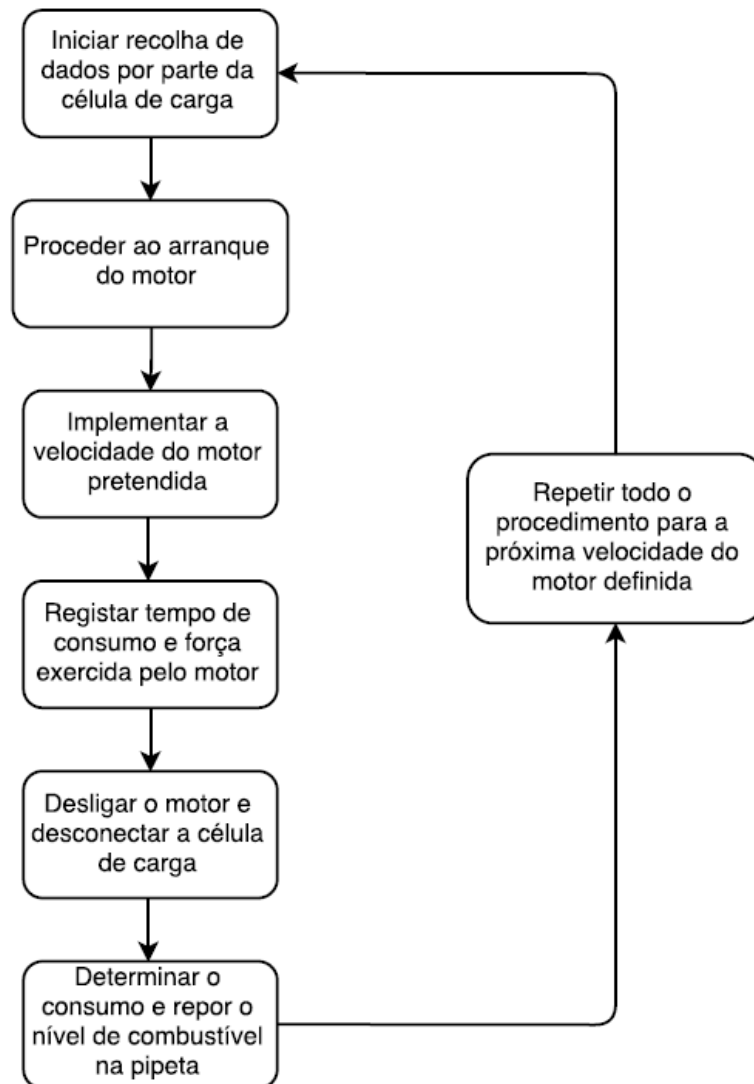 Iniciar recolha de
dados por parte da
célula de carga
Proceder ao arranque
do motor
Implementar a
velocidade do motor
pretendida
Registar tempo de
consumo e força
exercida pelo motor
Desligar o motor e
desconectar a célula
de carga
Determinar o
consumo e repor o
nível de combustível
na pipeta
Repetir todo o
procedimento para a
próxima velocidade do
motor definida